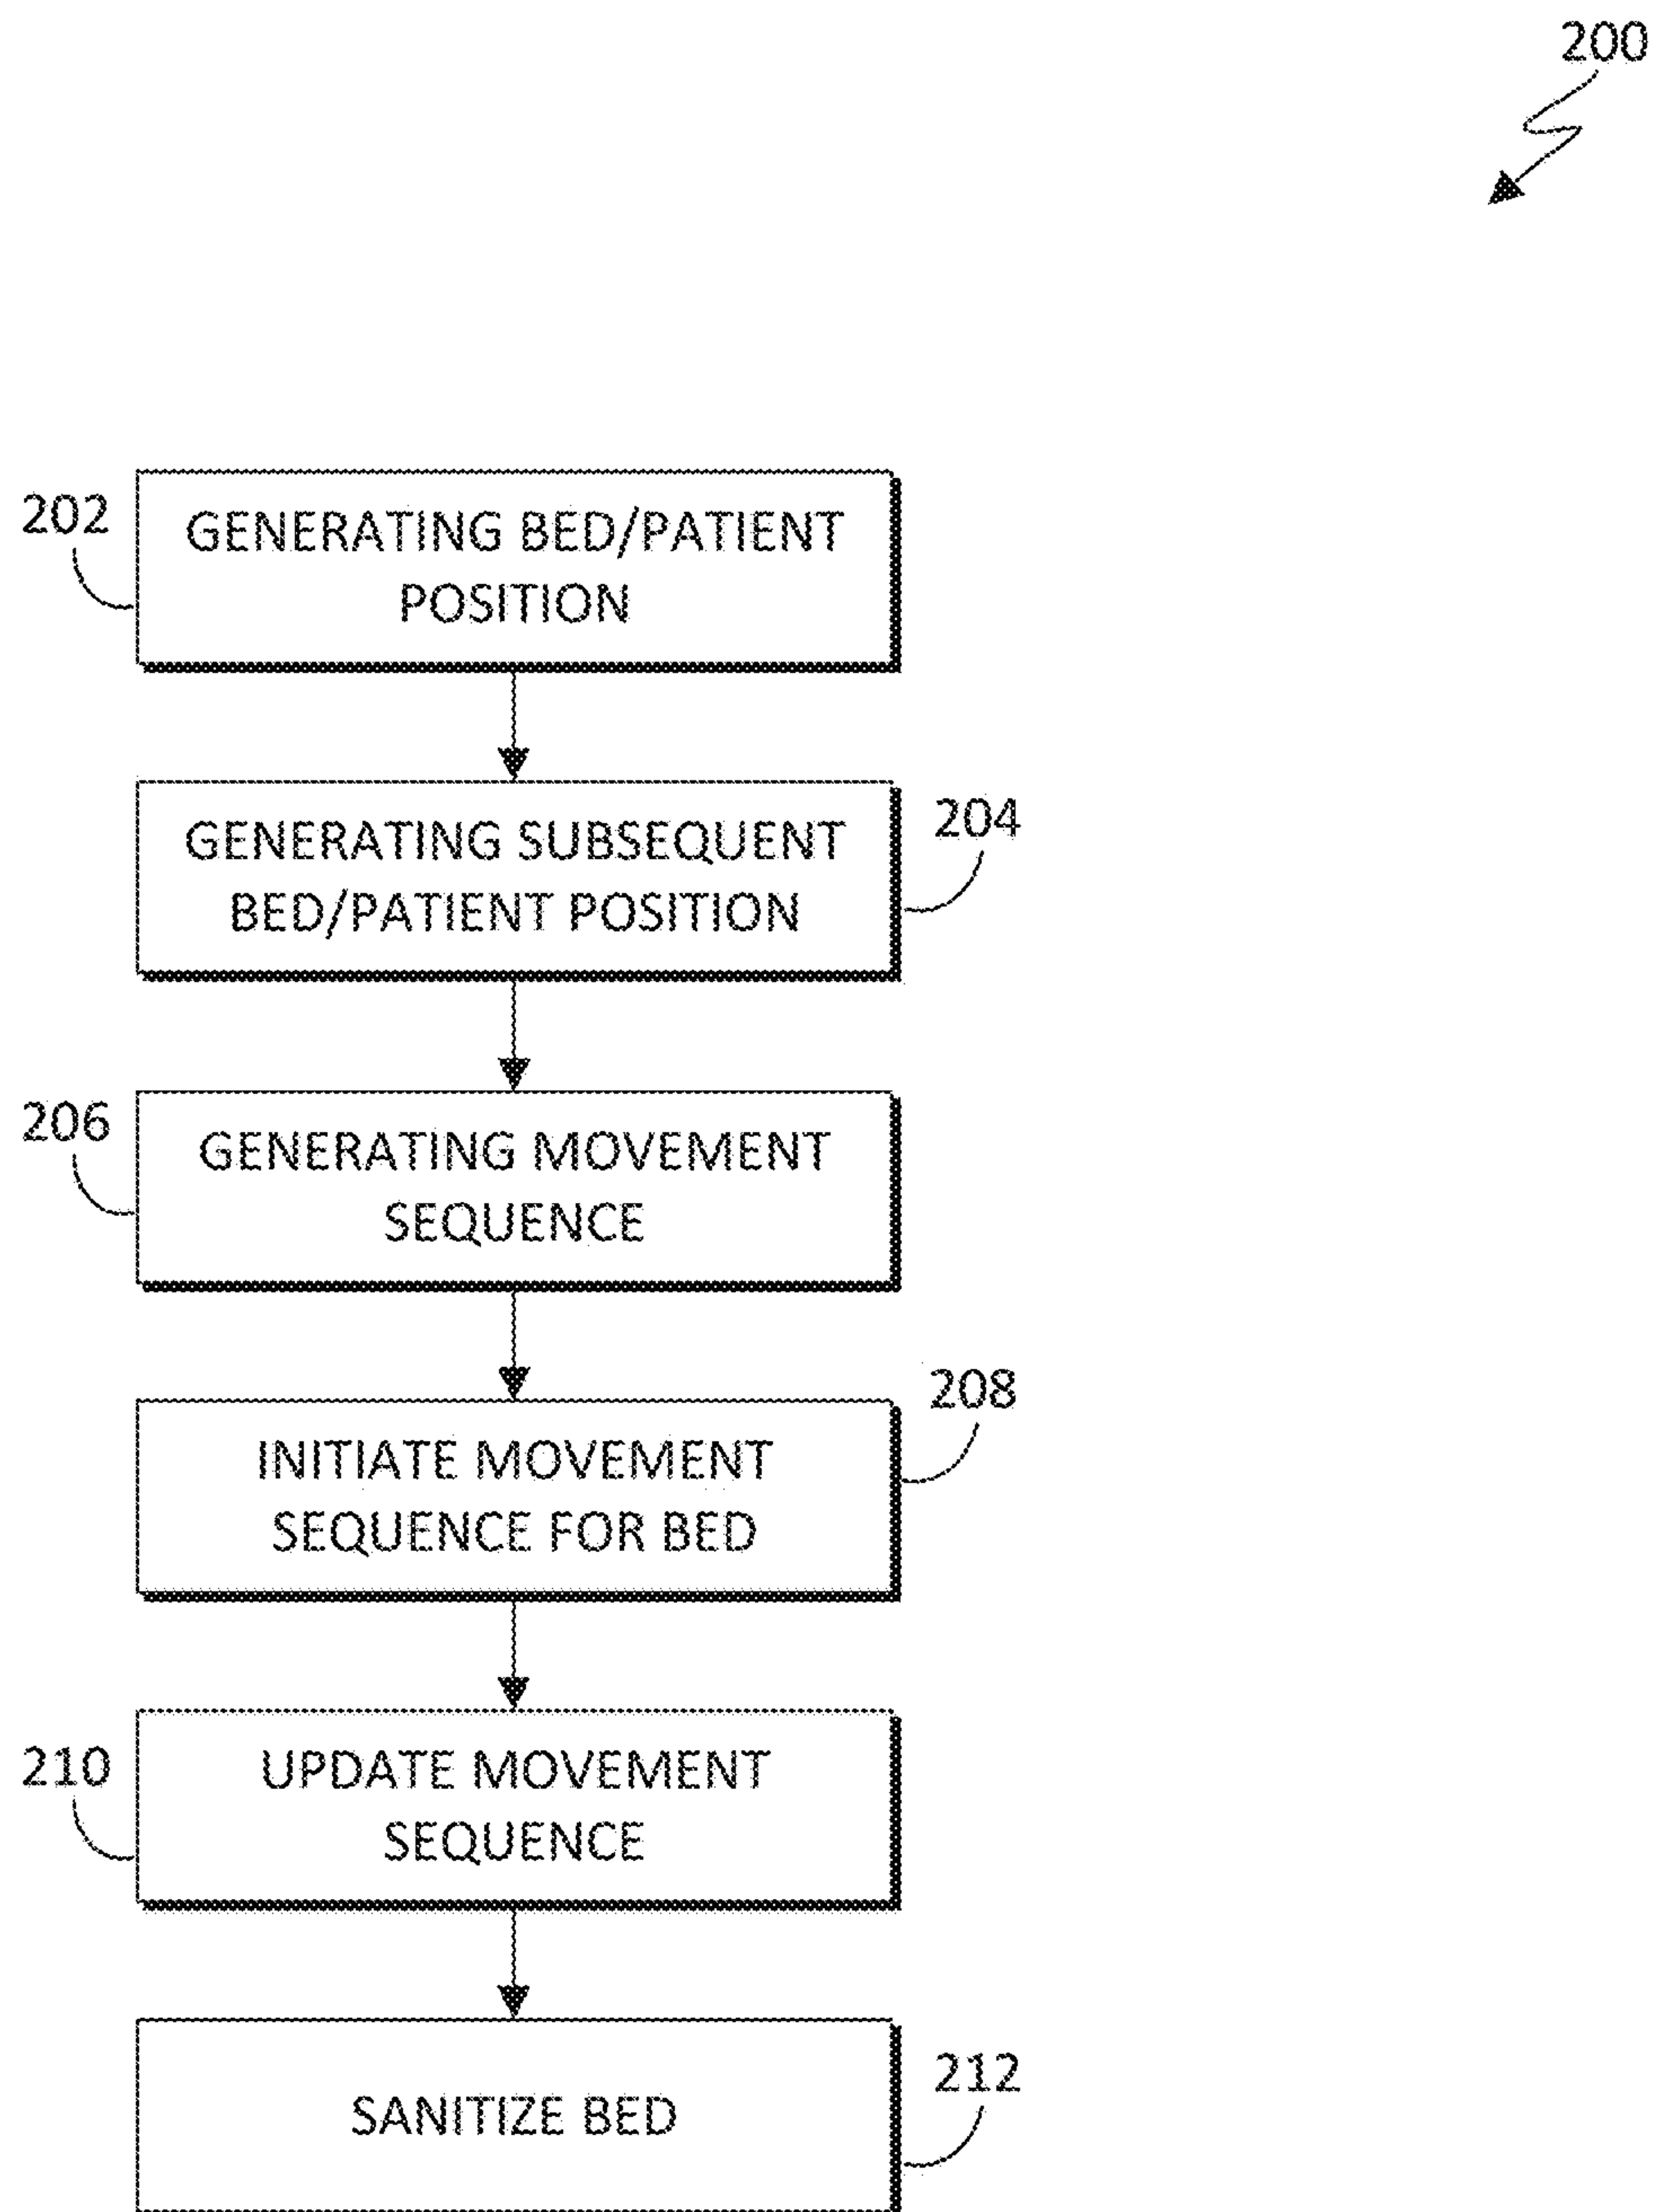 200
202
GENERATING BED/PATIENT
POSITION
GENERATING SUBSEQUENT
BED/PATIENT POSITION
204
206
GENERATING MOVEMENT
SEQUENCE
208
INITIATE MOVEMENT
SEQUENCE FOR BED
210
UPDATE MOVEMENT
SEQUENCE
SANITIZE BED
212